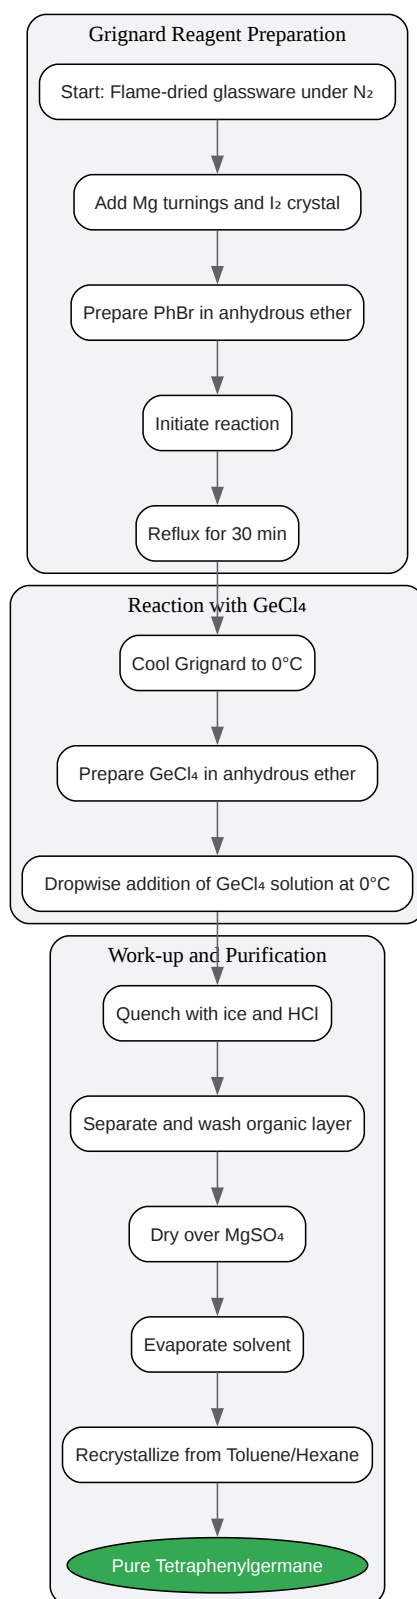 Grignard Reagent Preparation
Start: Flame-dried glassware under N₂
Add Mg turnings and I₂ crystal
Prepare PhBr in anhydrous ether
Initiate reaction
Reflux for 30 min
Reaction with GeCl₄
Cool Grignard to 0°C
Prepare GeCl₄ in anhydrous ether
Dropwise addition of GeCl₄ solution at 0°C
Work-up and Purification
Quench with ice and HCl
Separate and wash organic layer
Dry over MgSO₄
Evaporate solvent
Recrystallize from Toluene/Hexane
Pure Tetraphenylgermane